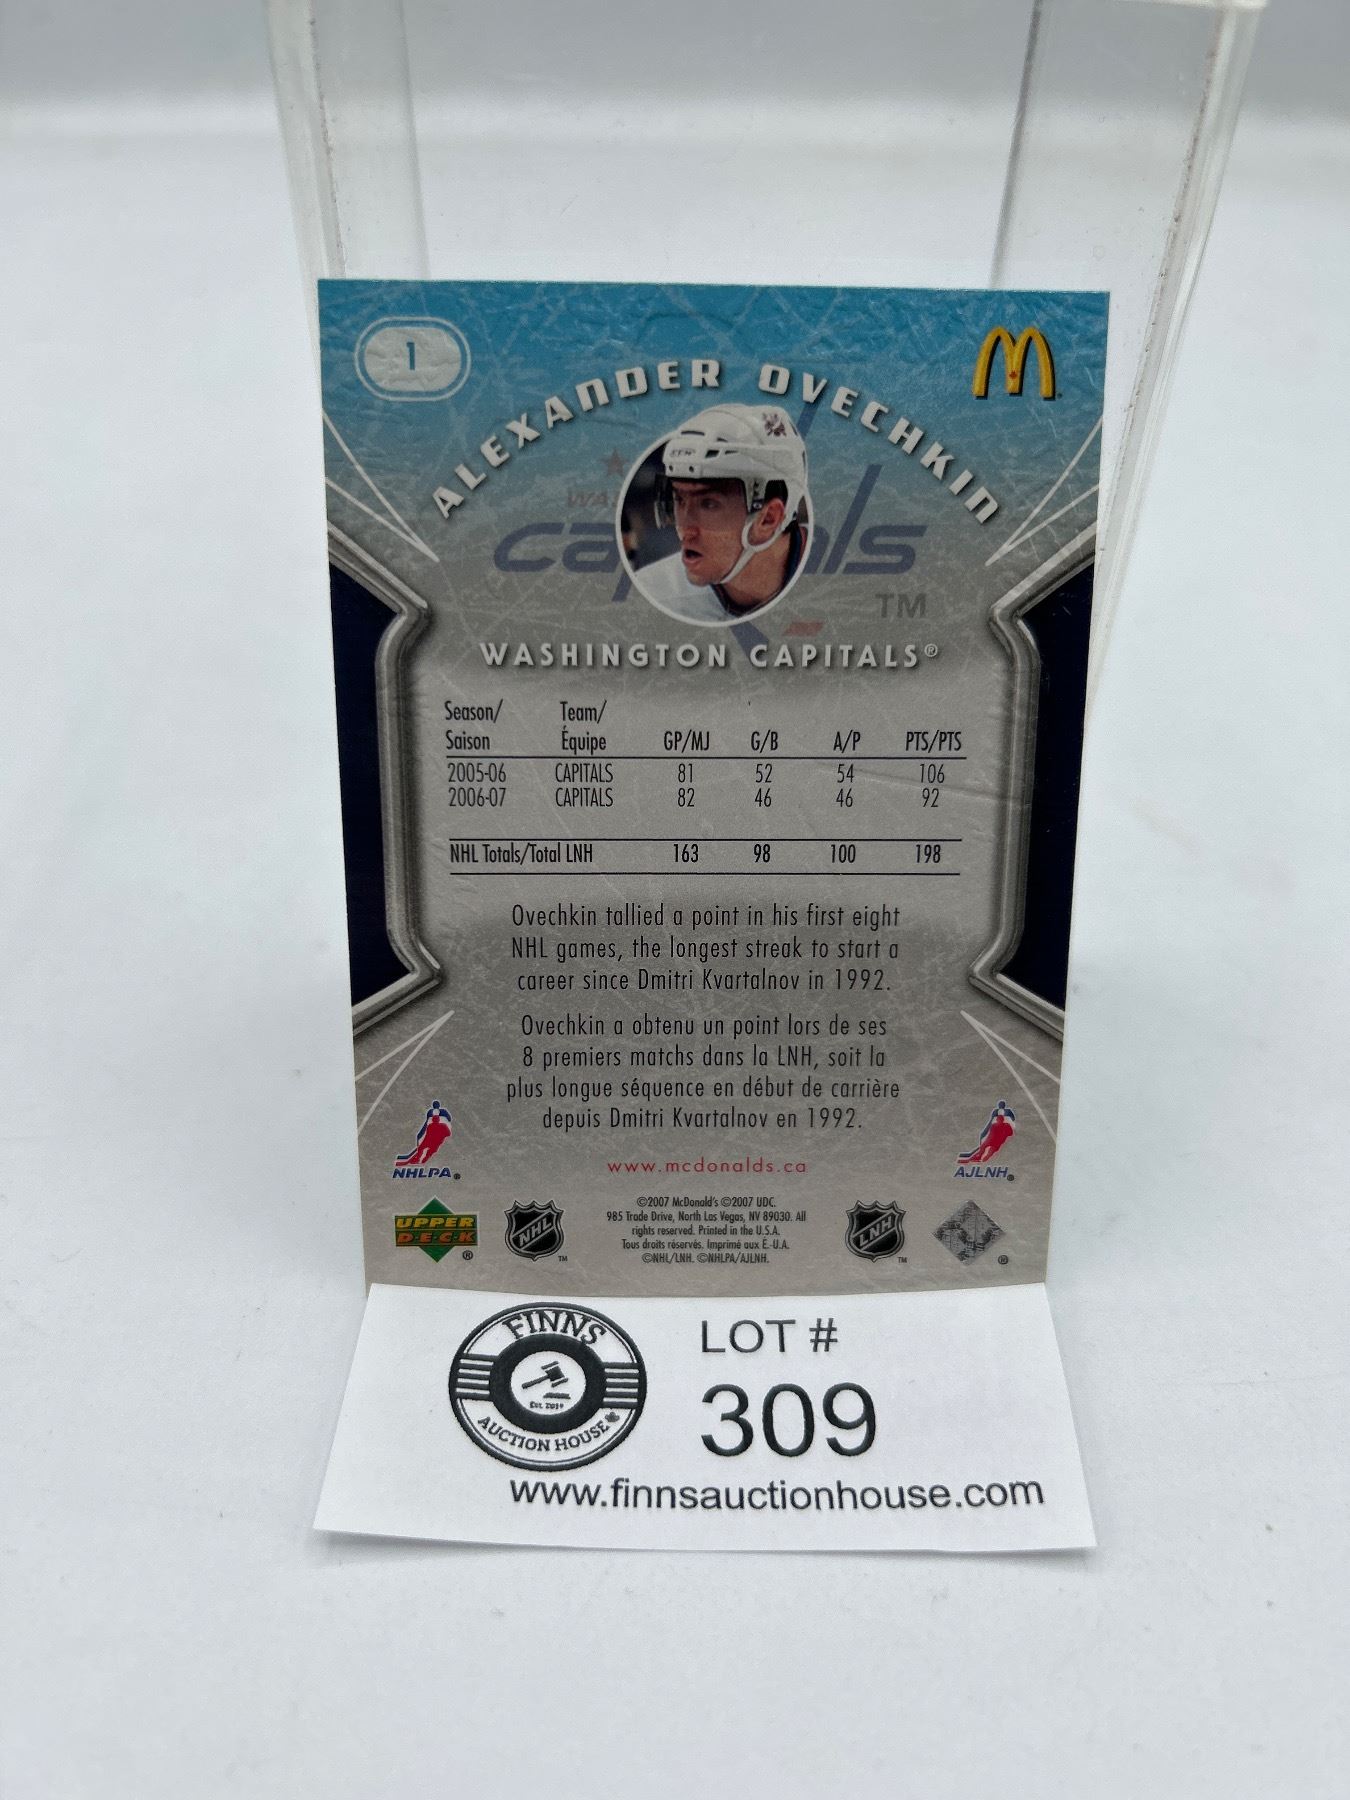 1
M
ALEXANDER OVECHKIN
WA
capitals
TM
WASHINGTON CAPITALS®
Season/ Team/
Saison Équipe GP/MJ G/B A/P PTS/PTS
2005-06 CAPITALS 81 52 54 106
2006-07 CAPITALS 82 46 46 92
NHL Totals/Total LNH 163 98 100 198
Ovechkin tallied a point in his first eight
NHL games, the longest streak to start a
career since Dmitri Kvartalnov in 1992.
Ovechkin a obtenu un point lors de ses
8 premiers matchs dans la LNH, soit la
plus longue séquence en début de carrière
depuis Dmitri Kvartalnov en 1992.
www.mcdonalds.ca
NHLPA® AJLNH®
©2007 McDonald's ©2007 UDC.
985 Trade Drive, North Las Vegas, NV 89030. All
rights reserved. Printed in the U.S.A.
Tous droits réservés. Imprimé aux É.-U.A.
©NHL/LNH. ©NHLPA/AJLNH.
UPPER
DECK
®
NHL
TM
LNH
TM
®
FINNS
Est. 2019
AUCTION HOUSE
LOT #
309
www.finnsauctionhouse.com